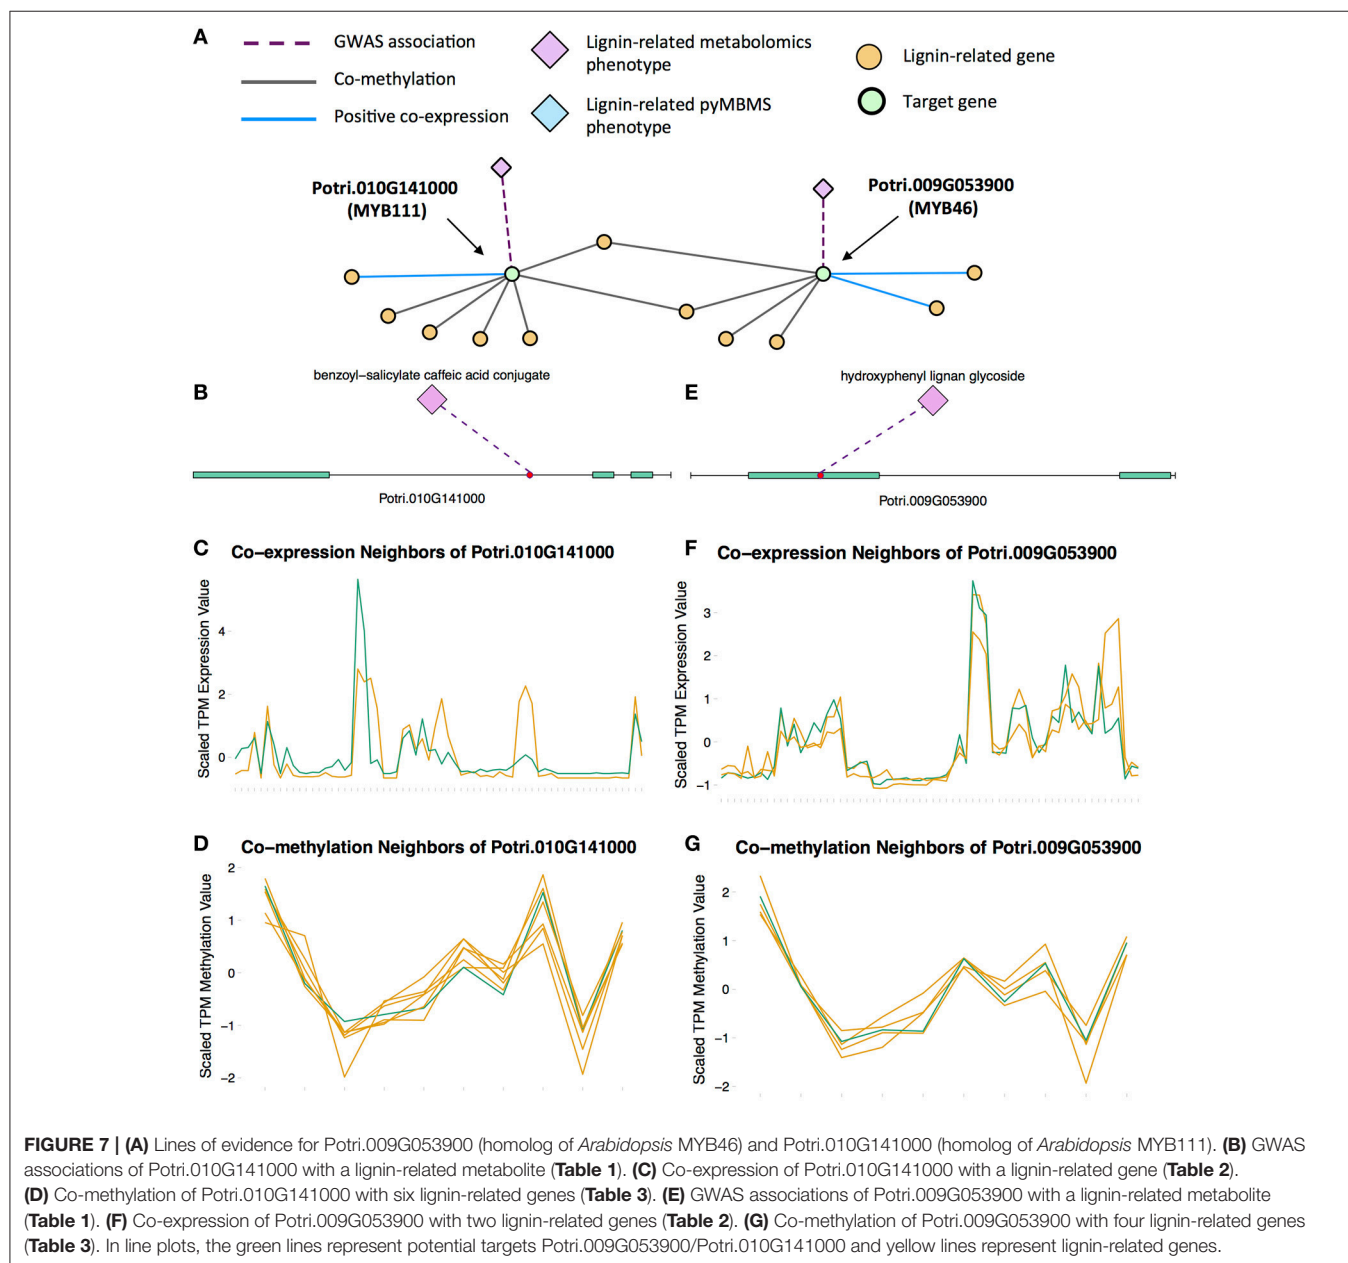 A
GWAS association
Co-methylation
Positive co-expression
Lignin-related metabolomics
phenotype
Lignin-related pyMBMS
phenotype
Lignin-related gene
Target gene
Potri.010G141000
(MYB111)
Potri.009G053900
(MYB46)
B
benzoyl-salicylate caffeic acid conjugate
Potri.010G141000
E
hydroxyphenyl lignan glycoside
Potri.009G053900
C
Co-expression Neighbors of Potri.010G141000
Scaled TPM Expression Value
4
2
0
F
Co-expression Neighbors of Potri.009G053900
Scaled TPM Expression Value
3
2
1
0
−1
D
Co-methylation Neighbors of Potri.010G141000
Scaled TPM Methylation Value
2
1
0
−1
−2
G
Co-methylation Neighbors of Potri.009G053900
Scaled TPM Methylation Value
2
1
0
−1
−2
FIGURE 7 | (A) Lines of evidence for Potri.009G053900 (homolog of Arabidopsis MYB46) and Potri.010G141000 (homolog of Arabidopsis MYB111). (B) GWAS
associations of Potri.010G141000 with a lignin-related metabolite (Table 1). (C) Co-expression of Potri.010G141000 with a lignin-related gene (Table 2).
(D) Co-methylation of Potri.010G141000 with six lignin-related genes (Table 3). (E) GWAS associations of Potri.009G053900 with a lignin-related metabolite
(Table 1). (F) Co-expression of Potri.009G053900 with two lignin-related genes (Table 2). (G) Co-methylation of Potri.009G053900 with four lignin-related genes
(Table 3). In line plots, the green lines represent potential targets Potri.009G053900/Potri.010G141000 and yellow lines represent lignin-related genes.